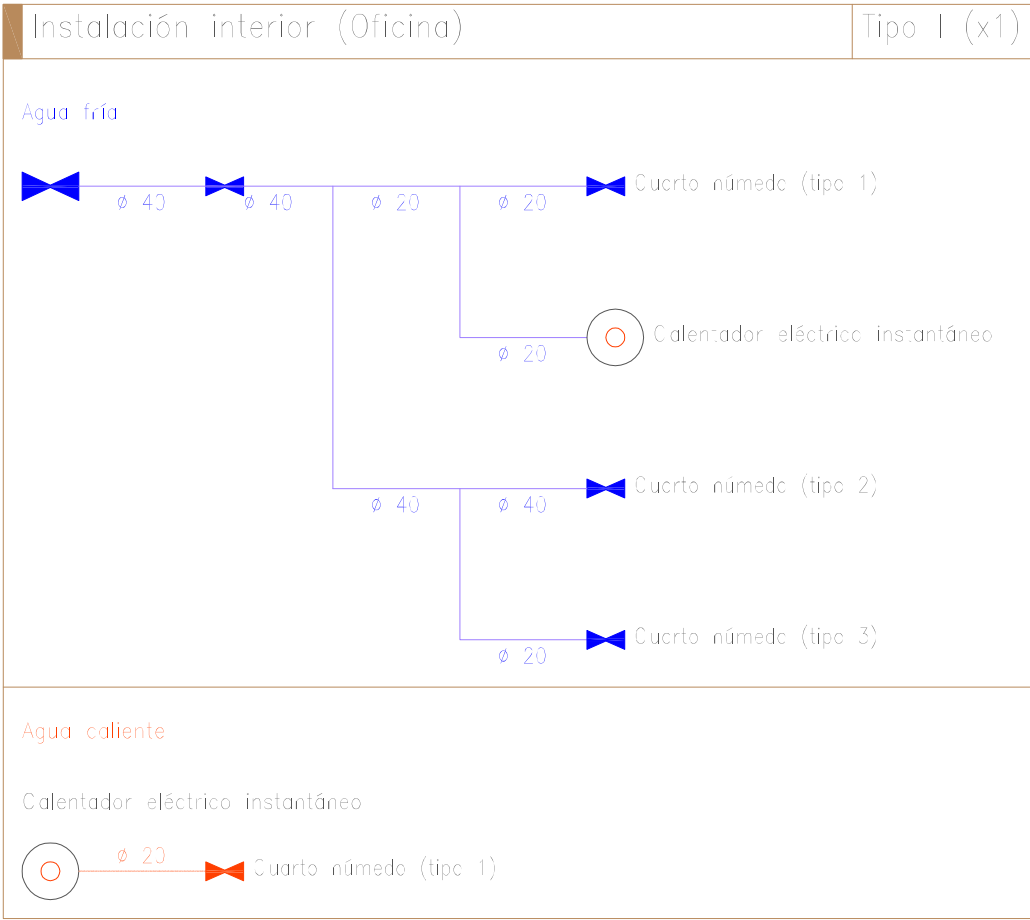 Instalación interior (Oficina)
Tipo I (x1)
Agua fría
Cuarto húmedo (tipo 1)
ø 40
ø 40
ø 20
ø 20
Calentador eléctrico instantáneo
ø 20
Cuarto húmedo (tipo 2)
ø 40
ø 40
Cuarto húmedo (tipo 3)
ø 20
Agua caliente
Calentador eléctrico instantáneo
ø 20
Cuarto húmedo (tipo 1)